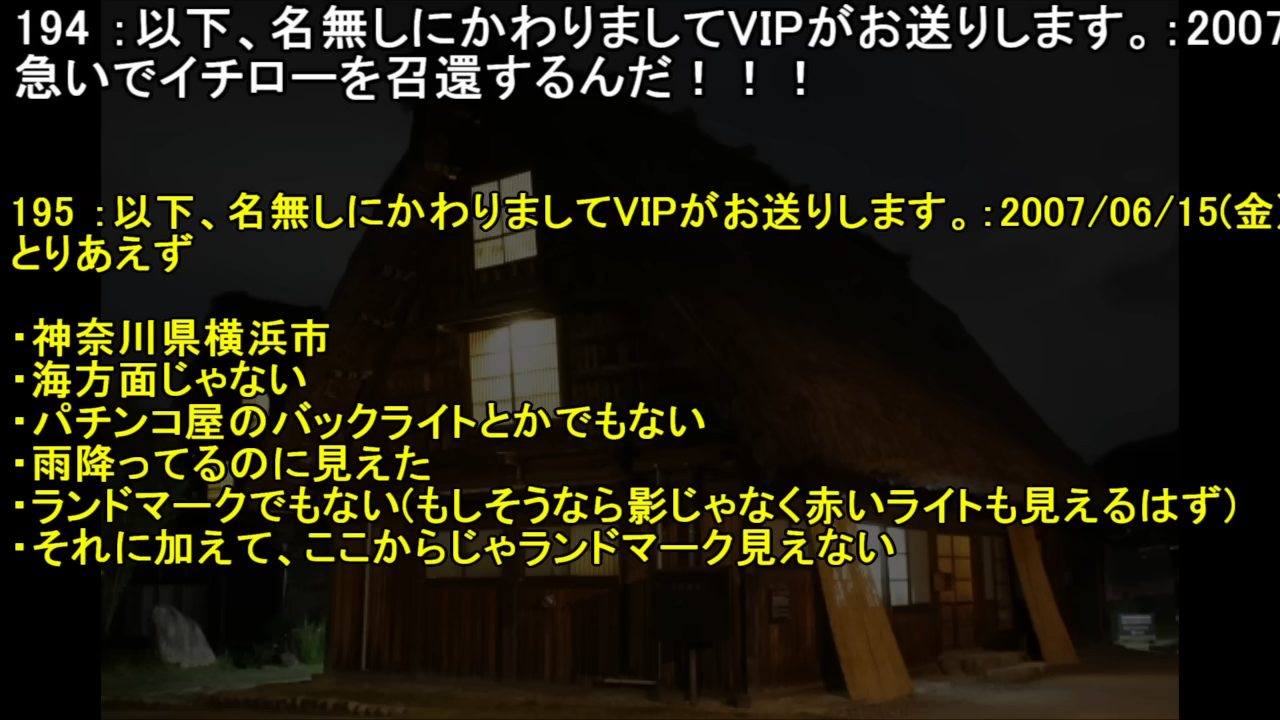 194 :以下、名無しにかわりましてVIPがお送りします。:2007
急いでイチローを召還するんだ！！！
195 :以下、名無しにかわりましてVIPがお送りします。:2007/06/15(金)
とりあえず
・神奈川県横浜市
・海方面じゃない
・パチンコ屋のバックライトとかでもない
・雨降ってるのに見えた
・ランドマークでもない(もしそうなら影じゃなく赤いライトも見えるはず)
・それに加えて、ここからじゃランドマーク見えない